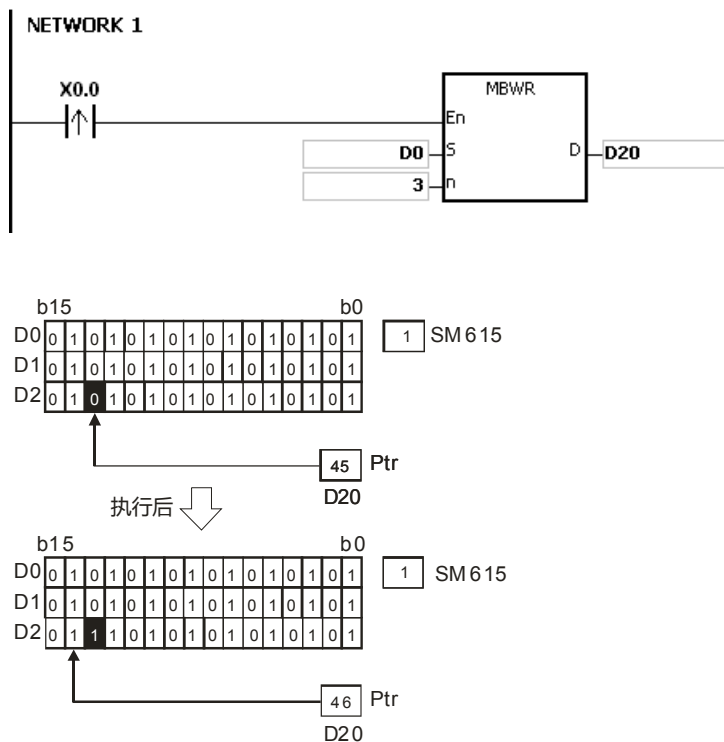 NETWORK 1
X0.0
MBWR
En
D0 S D D20
3 n
b15 b0
D0 0 1 0 1 0 1 0 1 0 1 0 1 0 1 0 1 1 SM615
D1 0 1 0 1 0 1 0 1 0 1 0 1 0 1 0 1
D2 0 1 0 1 0 1 0 1 0 1 0 1 0 1 0 1
45 Ptr
D20
执行后
b15 b0
D0 0 1 0 1 0 1 0 1 0 1 0 1 0 1 0 1 1 SM615
D1 0 1 0 1 0 1 0 1 0 1 0 1 0 1 0 1
D2 0 1 1 1 0 1 0 1 0 1 0 1 0 1 0 1
46 Ptr
D20